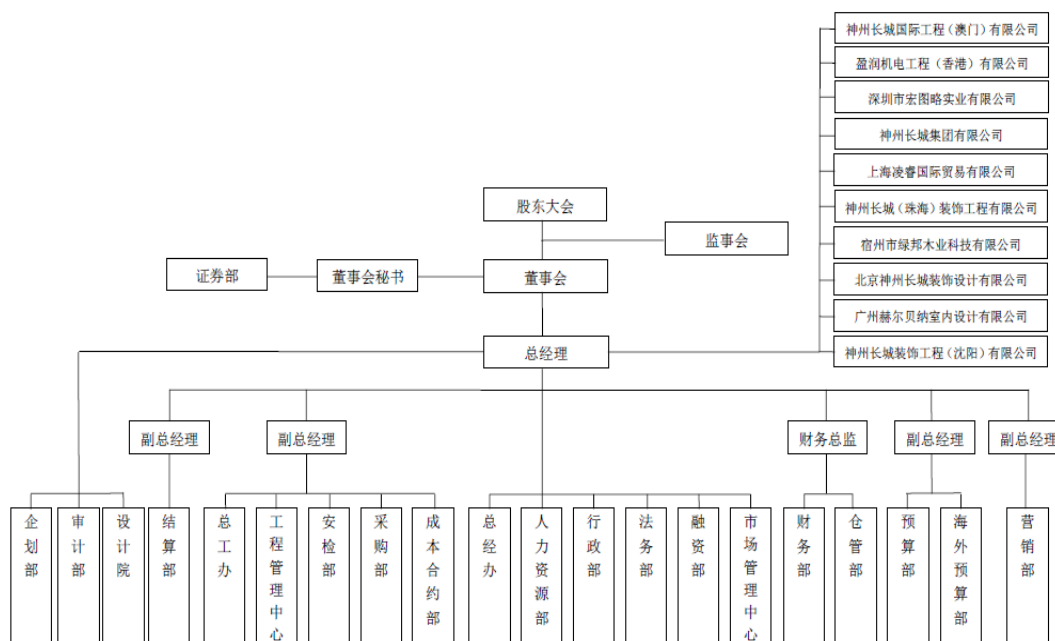 神州长城国际工程（澳门）有限公司
盈润机电工程（香港）有限公司
深圳市宏图略实业有限公司
神州长城集团有限公司
上海凌睿国际贸易有限公司
神州长城（珠海）装饰工程有限公司
宿州市绿邦木业科技有限公司
北京神州长城装饰设计有限公司
广州赫尔贝纳室内设计有限公司
神州长城装饰工程（沈阳）有限公司
股东大会
监事会
证券部
董事会秘书
董事会
总经理
副总经理
副总经理
财务总监
副总经理
副总经理
企划部
审计部
设计院
结算部
总工办
工程管理中心
安检部
采购部
成本合约部
总经办
人力资源部
行政部
法务部
融资部
市场管理中心
财务部
仓管部
预算部
海外预算部
营销部